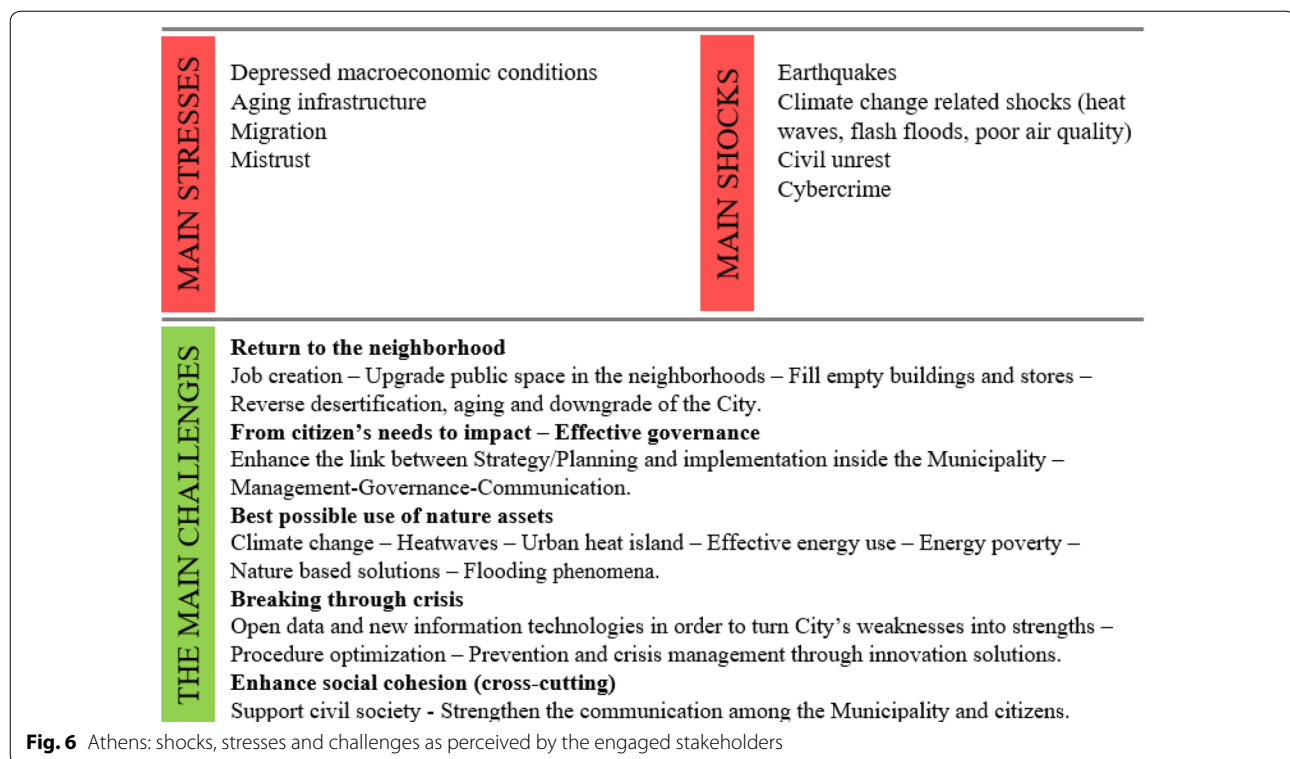 MAIN STRESSES
Depressed macroeconomic conditions
Aging infrastructure
Migration
Mistrust
MAIN SHOCKS
Earthquakes
Climate change related shocks (heat
waves, flash floods, poor air quality)
Civil unrest
Cybercrime
THE MAIN CHALLENGES
Return to the neighborhood
Job creation – Upgrade public space in the neighborhoods – Fill empty buildings and stores –
Reverse desertification, aging and downgrade of the City.
From citizen’s needs to impact – Effective governance
Enhance the link between Strategy/Planning and implementation inside the Municipality –
Management-Governance-Communication.
Best possible use of nature assets
Climate change – Heatwaves – Urban heat island – Effective energy use – Energy poverty –
Nature based solutions – Flooding phenomena.
Breaking through crisis
Open data and new information technologies in order to turn City’s weaknesses into strengths –
Procedure optimization – Prevention and crisis management through innovation solutions.
Enhance social cohesion (cross-cutting)
Support civil society - Strengthen the communication among the Municipality and citizens.
Fig. 6 Athens: shocks, stresses and challenges as perceived by the engaged stakeholders